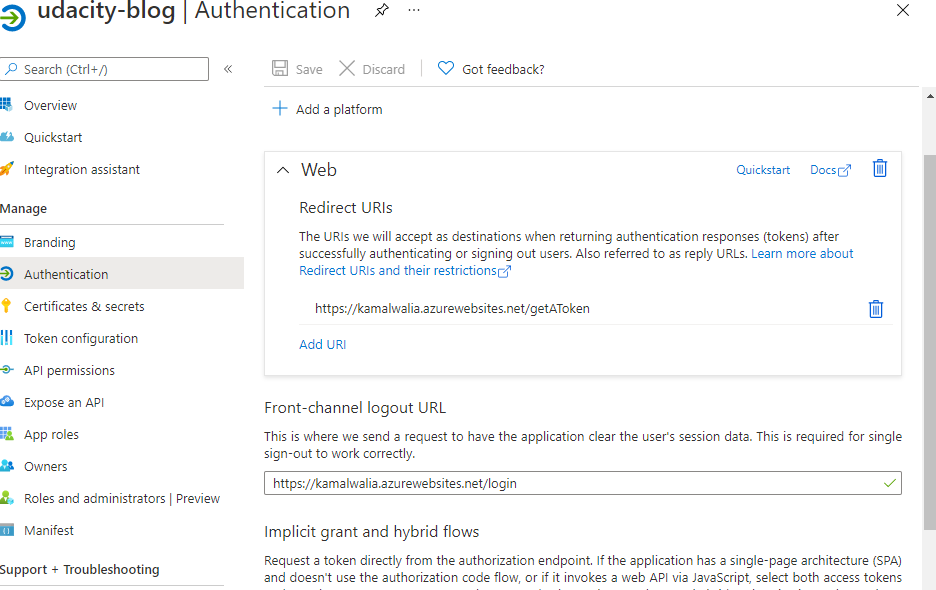 udacity-blog | Authentication ...
Search (Ctrl+/)
«
Overview
Quickstart
Integration assistant
Manage
Branding
Authentication
Certificates & secrets
Token configuration
API permissions
Expose an API
App roles
Owners
Roles and administrators | Preview
Manifest
Support + Troubleshooting
Save Discard Got feedback?
Add a platform
Web
Quickstart Docs
Redirect URIs
The URIs we will accept as destinations when returning authentication responses (tokens) after
successfully authenticating or signing out users. Also referred to as reply URLs. Learn more about
Redirect URIs and their restrictions
https://kamalwalia.azurewebsites.net/getAToken
Add URI
Front-channel logout URL
This is where we send a request to have the application clear the user's session data. This is required for single
sign-out to work correctly.
https://kamalwalia.azurewebsites.net/login
Implicit grant and hybrid flows
Request a token directly from the authorization endpoint. If the application has a single-page architecture (SPA)
and doesn't use the authorization code flow, or if it invokes a web API via JavaScript, select both access tokens